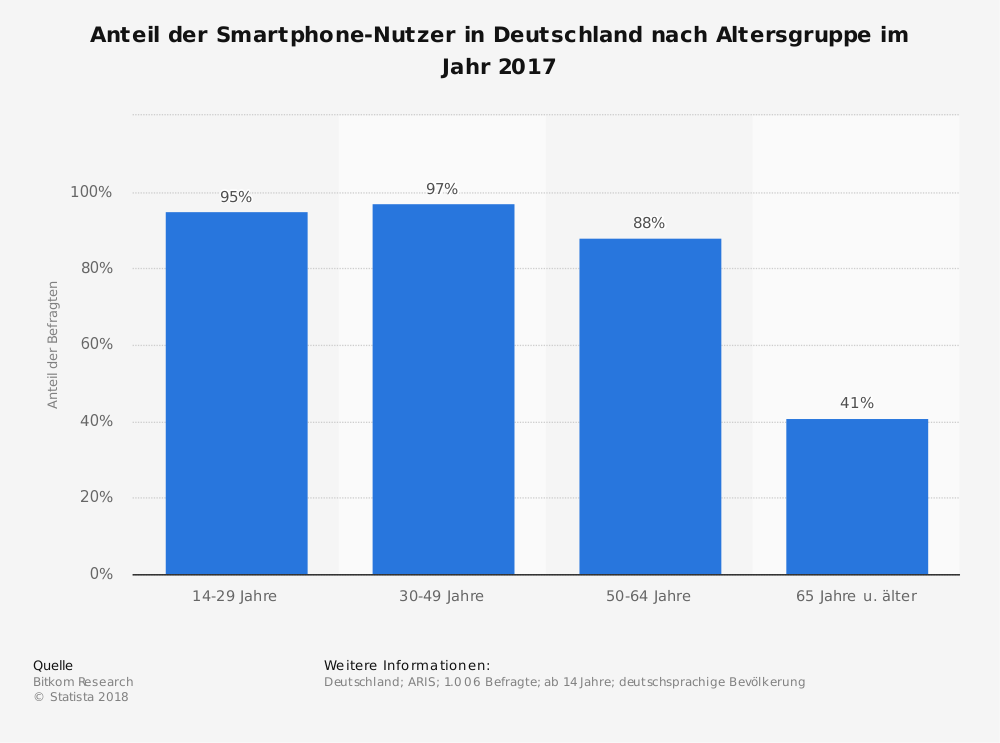 Anteil der Smartphone-Nutzer in Deutschland nach Altersgruppe im
Jahr 2017
Anteil der Befragten
100%
80%
60%
40%
20%
0%
95%
97%
88%
41%
14-29 Jahre
30-49 Jahre
50-64 Jahre
65 Jahre u. älter
Quelle
Bitkom Research
© Statista 2018
Weitere Informationen:
Deutschland; ARIS; 1.006 Befragte; ab 14 Jahre; deutschsprachige Bevölkerung